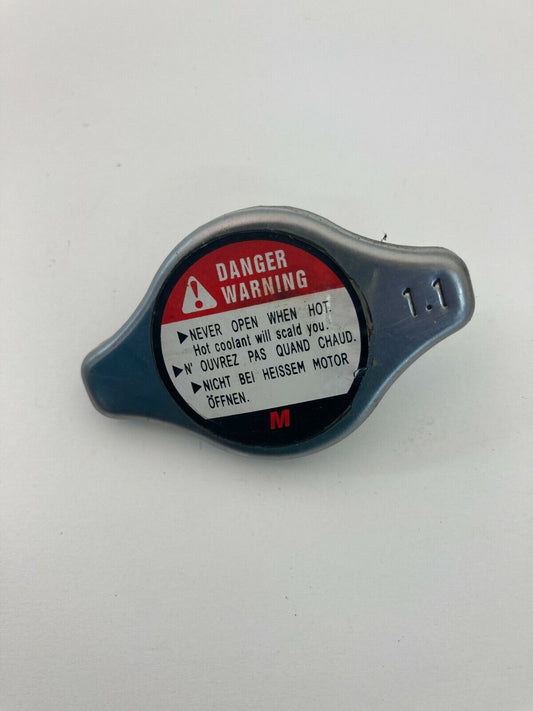 DANGER
WARNING
▶NEVER OPEN WHEN HOT.
Hot coolant will scald you.
▶N' OUVREZ PAS QUAND CHAUD.
▶NICHT BEI HEISSEM MOTOR
ÖFFNEN.
M
1.1